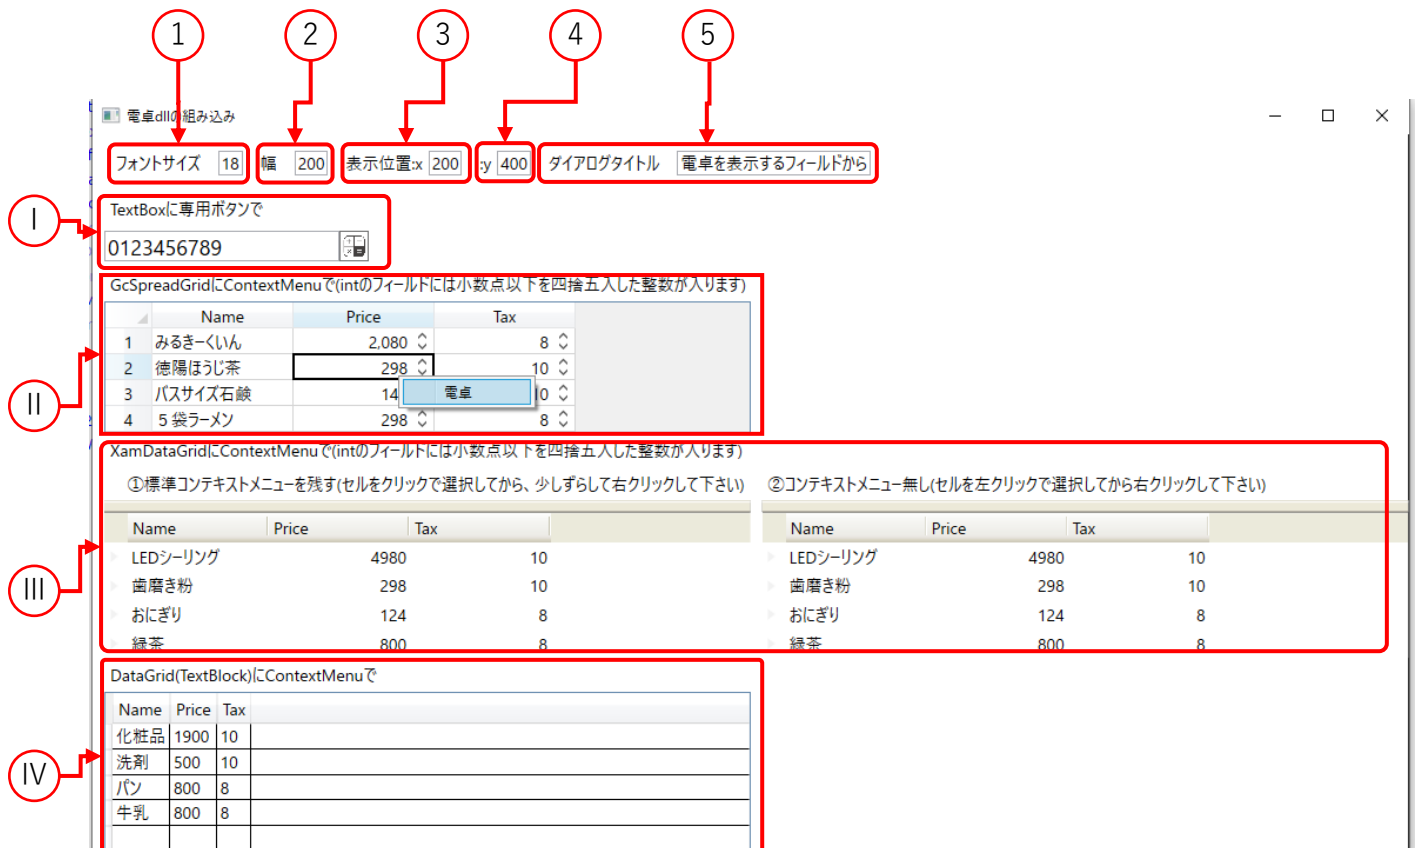 1 2 3 4 5
電卓dllの組み込み
フォントサイズ 18 幅 200 表示位置:x 200 :y 400 ダイアログタイトル 電卓を表示するフィールドから
I
TextBoxに専用ボタンで
0123456789
II
GcSpreadGridにContextMenuで(intのフィールドには小数点以下を四捨五入した整数が入ります)
Name Price Tax
1 みるきーくいん 2,080 8
2 徳陽ほうじ茶 298 10
3 バスサイズ石鹸 14 電卓 10
4 5袋ラーメン 298 8
III
XamDataGridにContextMenuで(intのフィールドには小数点以下を四捨五入した整数が入ります)
①標準コンテキストメニューを残す(セルをクリックで選択してから、少しずらして右クリックして下さい) ②コンテキストメニュー無し(セルを左クリックで選択してから右クリックして下さい)
Name Price Tax Name Price Tax
LEDシーリング 4980 10 LEDシーリング 4980 10
歯磨き粉 298 10 歯磨き粉 298 10
おにぎり 124 8 おにぎり 124 8
緑茶 800 8 緑茶 800 8
IV
DataGrid(TextBlock)にContextMenuで
Name Price Tax
化粧品 1900 10
洗剤 500 10
パン 800 8
牛乳 800 8